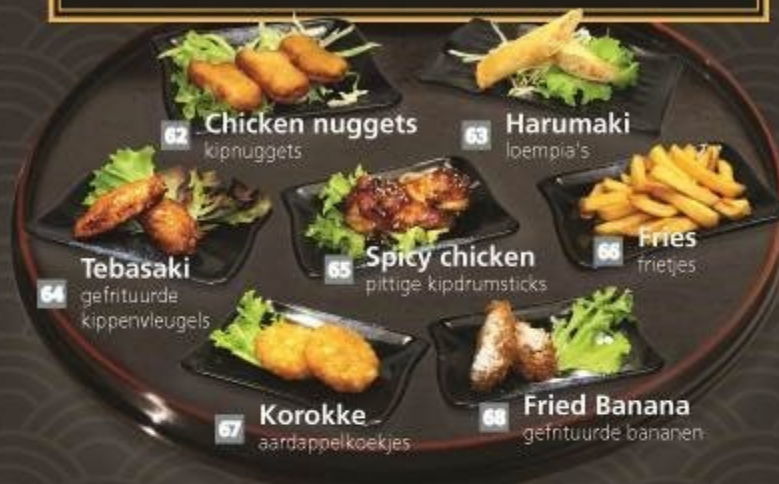 62 Chicken nuggets
kipnuggets
63 Harumaki
loempia's
64 Tebasaki
gefrituurde
kippenvleugels
65 Spicy chicken
pittige kipdrumsticks
66 Fries
frietjes
67 Korokke
aardappelkoekjes
68 Fried Banana
gefrituurde bananen